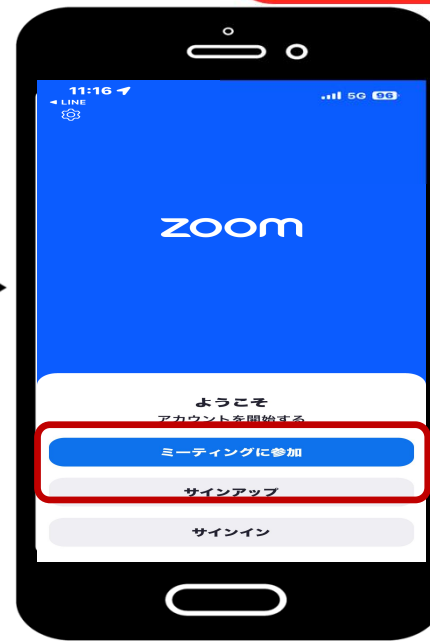 11:16
◀ LINE
5G 96
zoom
ようこそ
アカウントを開始する
ミーティングに参加
サインアップ
サインイン